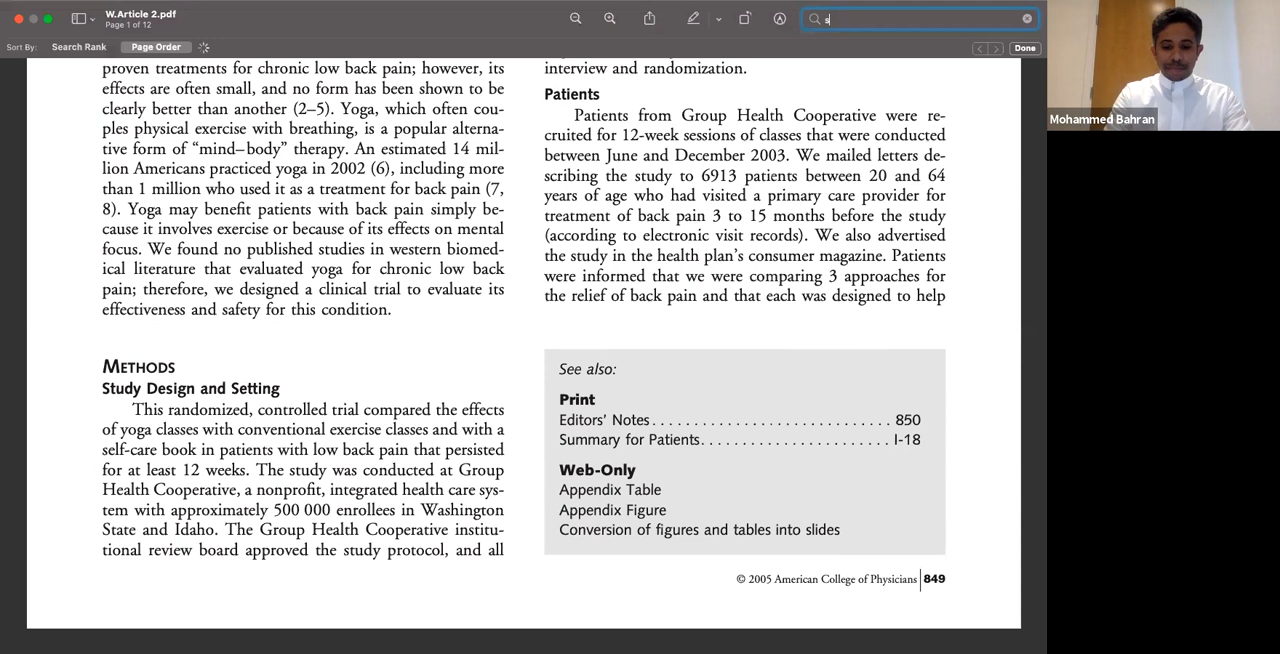 W.Article 2.pdf
Page 1 of 12
s
Sort By:
Search Rank
Page Order
Done
proven treatments for chronic low back pain; however, its
effects are often small, and no form has been shown to be
clearly better than another (2–5). Yoga, which often cou-
ples physical exercise with breathing, is a popular alterna-
tive form of “mind–body” therapy. An estimated 14 mil-
lion Americans practiced yoga in 2002 (6), including more
than 1 million who used it as a treatment for back pain (7,
8). Yoga may benefit patients with back pain simply be-
cause it involves exercise or because of its effects on mental
focus. We found no published studies in western biomed-
ical literature that evaluated yoga for chronic low back
pain; therefore, we designed a clinical trial to evaluate its
effectiveness and safety for this condition.
METHODS
Study Design and Setting
This randomized, controlled trial compared the effects
of yoga classes with conventional exercise classes and with a
self-care book in patients with low back pain that persisted
for at least 12 weeks. The study was conducted at Group
Health Cooperative, a nonprofit, integrated health care sys-
tem with approximately 500 000 enrollees in Washington
State and Idaho. The Group Health Cooperative institu-
tional review board approved the study protocol, and all
interview and randomization.
Patients
Patients from Group Health Cooperative were re-
cruited for 12-week sessions of classes that were conducted
between June and December 2003. We mailed letters de-
scribing the study to 6913 patients between 20 and 64
years of age who had visited a primary care provider for
treatment of back pain 3 to 15 months before the study
(according to electronic visit records). We also advertised
the study in the health plan’s consumer magazine. Patients
were informed that we were comparing 3 approaches for
the relief of back pain and that each was designed to help
See also:
Print
Editors’ Notes . . . . . . . . . . . . . . . . . . . . . . . . . . . . 850
Summary for Patients. . . . . . . . . . . . . . . . . . . . . . . I-18
Web-Only
Appendix Table
Appendix Figure
Conversion of figures and tables into slides
© 2005 American College of Physicians 849
Mohammed Bahran